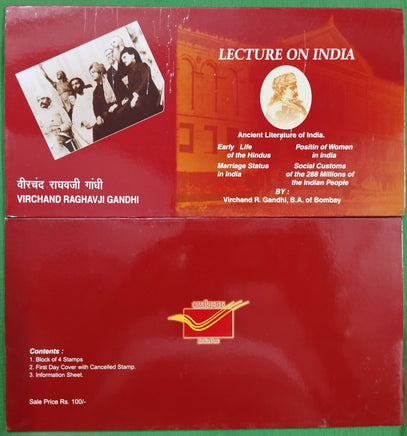 वीरचंद राघवजी गांधी
VIRCHAND RAGHAVJI GANDHI
LECTURE ON INDIA
Ancient Literature of India.
Early Life
of the Hindus
Positin of Women
in India
Marriage Status
in India
Social Customs
of the 288 Millions of
the Indian People
BY :
Virchand R. Gandhi, B.A. of Bombay
Contents :
1. Block of 4 Stamps
2. First Day Cover with Cancelled Stamp.
3. Information Sheet.
Sale Price Rs. 100/-